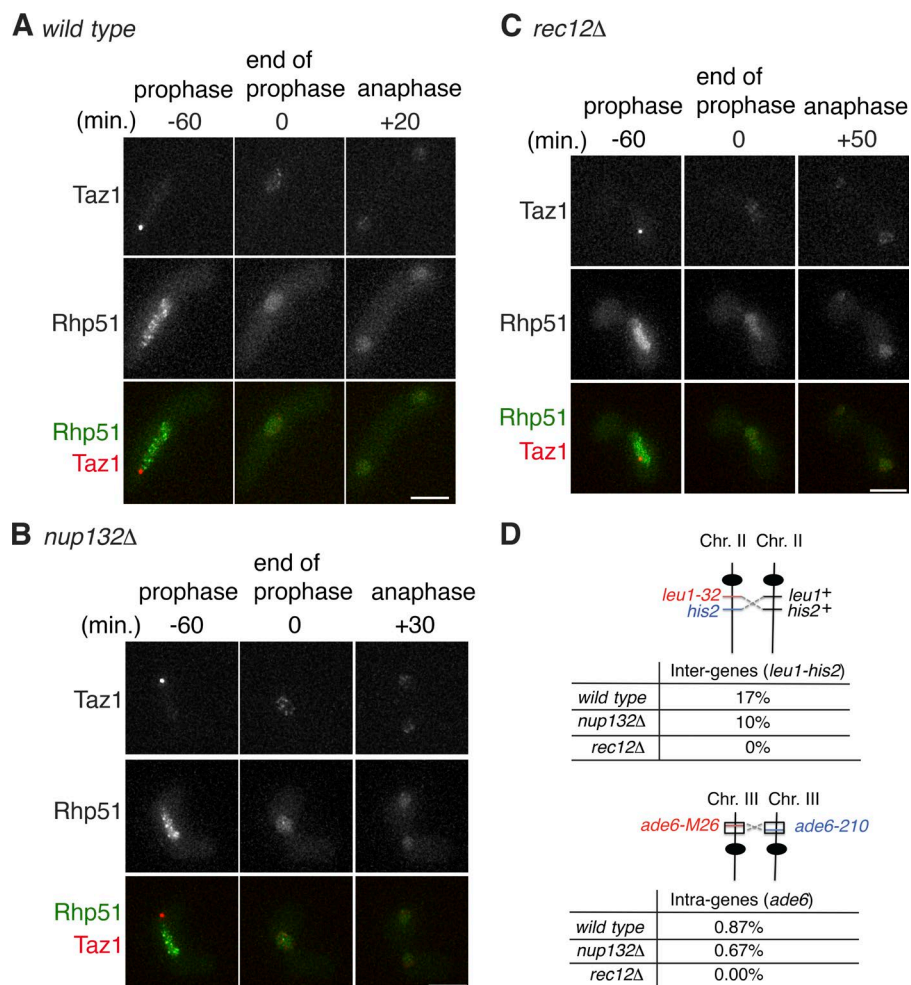 A wild type
prophase
end of prophase
anaphase
(min.) -60 0 +20
Taz1
Rhp51
Rhp51
Taz1
B nup132Δ
prophase
end of prophase
anaphase
(min.) -60 0 +30
Taz1
Rhp51
Rhp51
Taz1
C rec12Δ
prophase
end of prophase
anaphase
(min.) -60 0 +50
Taz1
Rhp51
Rhp51
Taz1
D
Chr. II Chr. II
leu1-32 leu1+
his2 his2+
Inter-genes (leu1-his2)
wild type 17%
nup132Δ 10%
rec12Δ 0%
Chr. III Chr. III
ade6-M26 ade6-210
Intra-genes (ade6)
wild type 0.87%
nup132Δ 0.67%
rec12Δ 0.00%